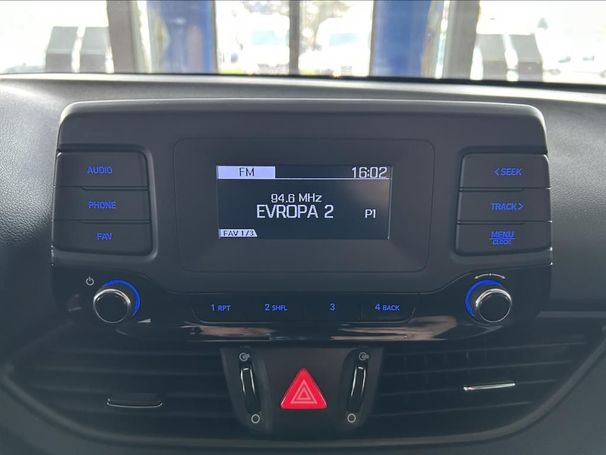 FM 16:02
94.6 MHz
EVROPA 2 P1
FAV 1/3
AUDIO
PHONE
FAV
<SEEK
TRACK>
MENU
CLOCK
1 RPT 2 SHFL 3 4 BACK